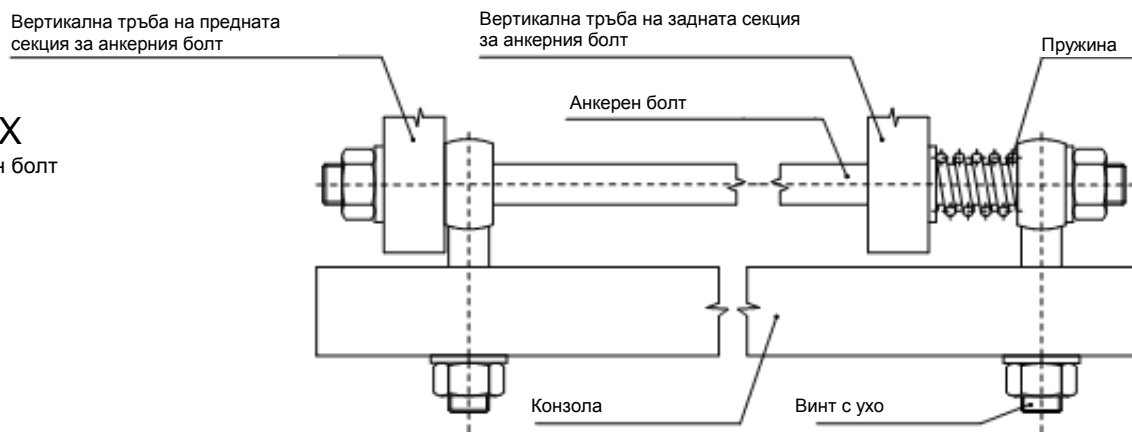 Вертикална тръба на предната
секция за анкерния болт
Вертикална тръба на задната секция
за анкерния болт
Пружина
Анкерен болт
X
н болт
Конзола
Винт с ухо